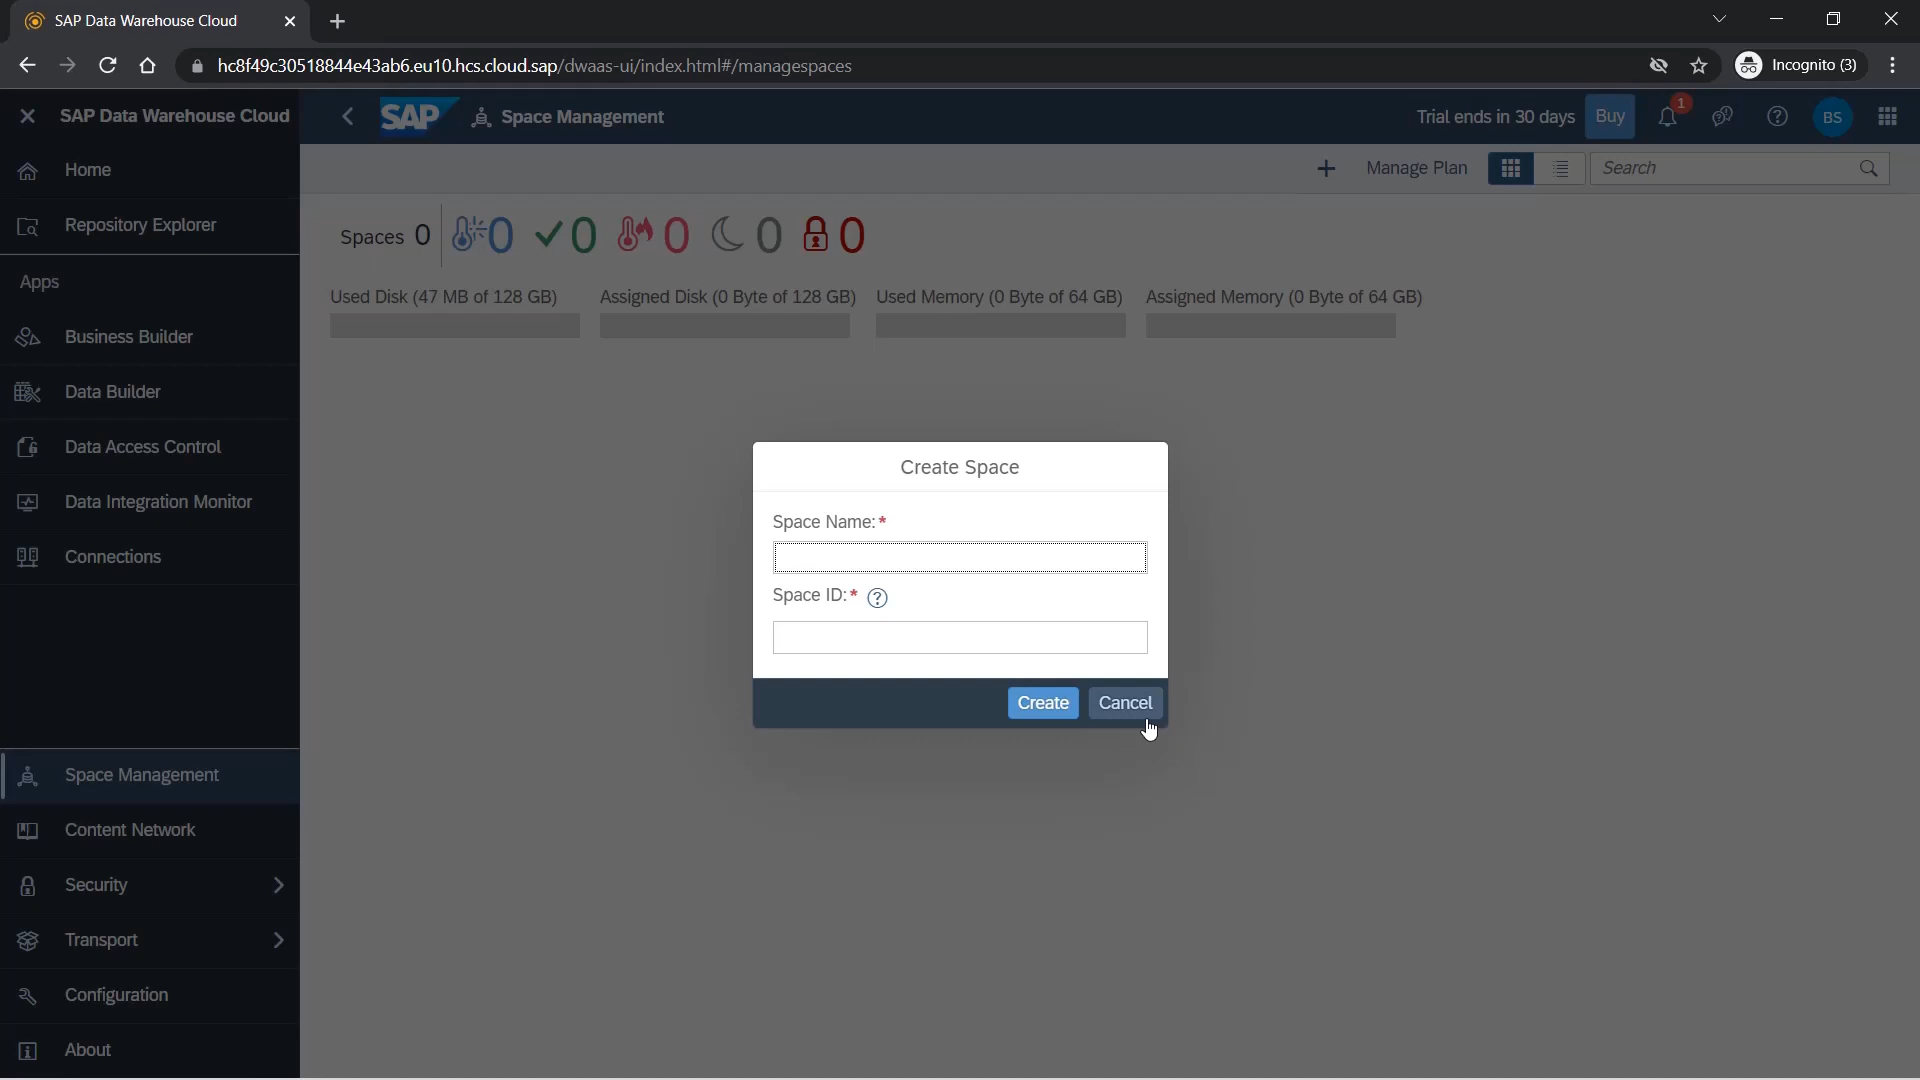 SAP Data Warehouse Cloud
hc8f49c30518844e43ab6.eu10.hcs.cloud.sap/dwaas-ui/index.html#/managespaces
Incognito (3)
SAP Data Warehouse Cloud
SAP
Space Management
Trial ends in 30 days
Buy
1
BS
Home
Manage Plan
Search
Repository Explorer
Spaces 0
0
0
0
0
0
Apps
Used Disk (47 MB of 128 GB)
Assigned Disk (0 Byte of 128 GB)
Used Memory (0 Byte of 64 GB)
Assigned Memory (0 Byte of 64 GB)
Business Builder
Data Builder
Data Access Control
Data Integration Monitor
Connections
Create Space
Space Name:*
Space ID:* ?
Create
Cancel
Space Management
Content Network
Security
Transport
Configuration
About